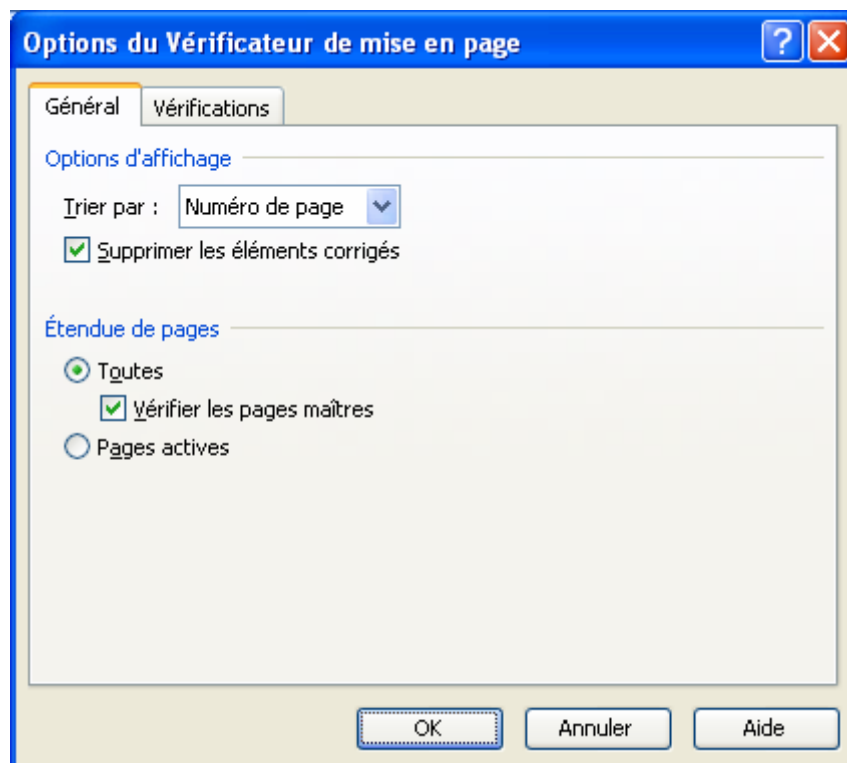 Options du Vérificateur de mise en page
Général Vérifications
Options d'affichage
Trier par : Numéro de page
Supprimer les éléments corrigés
Étendue de pages
Toutes
Vérifier les pages maîtres
Pages actives
OK Annuler Aide